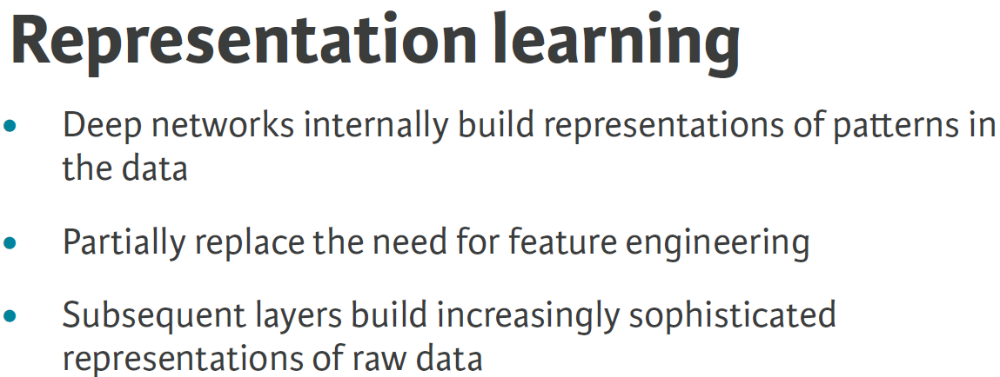 Representation learning
• Deep networks internally build representations of patterns in
the data
• Partially replace the need for feature engineering
• Subsequent layers build increasingly sophisticated
representations of raw data